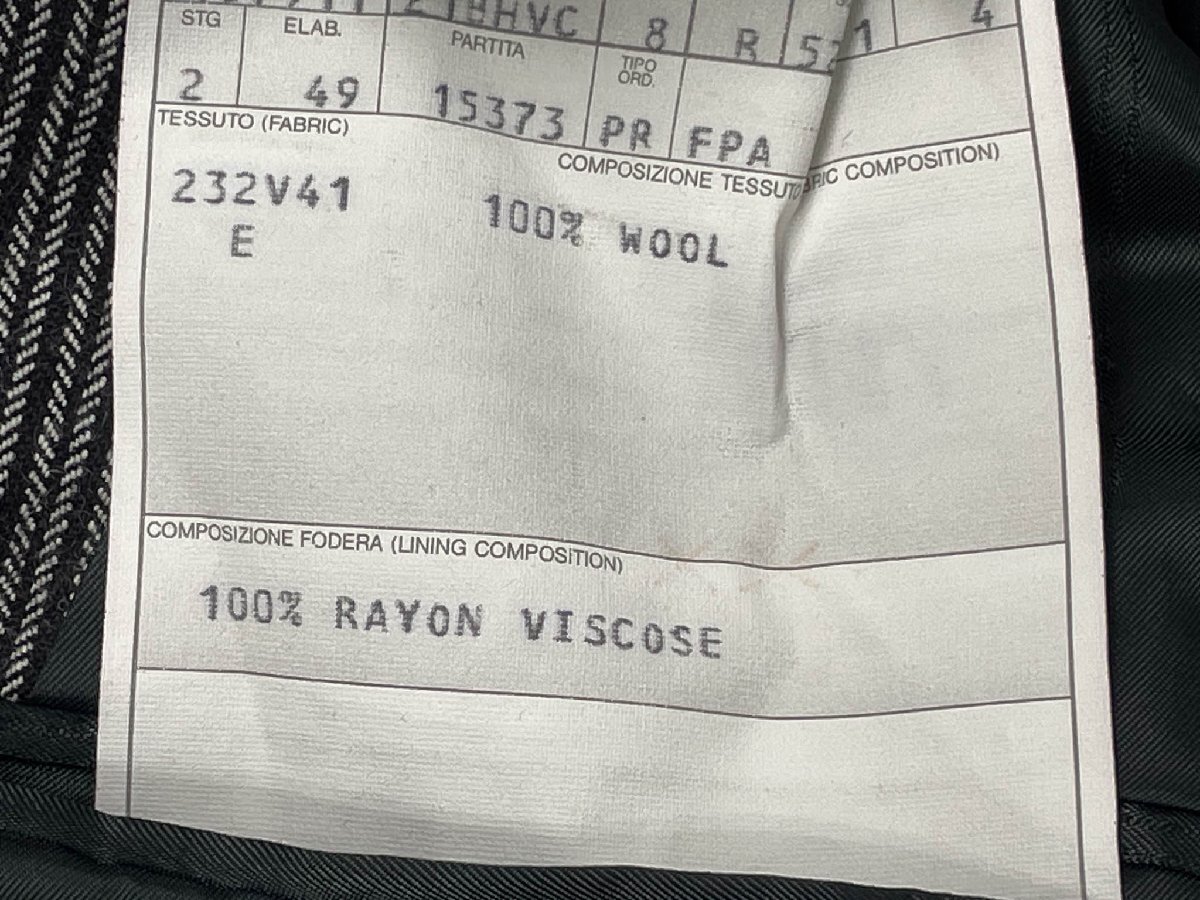 8 R 4
STG ELAB. PARTITA TIPO ORD.
2 49 15373 PR FPA
TESSUTO (FABRIC) COMPOSIZIONE TESSUTO COMPOSITION)
232V41 100% WOOL
E
COMPOSIZIONE FODERA (LINING COMPOSITION)
100% RAYON VISCOSE